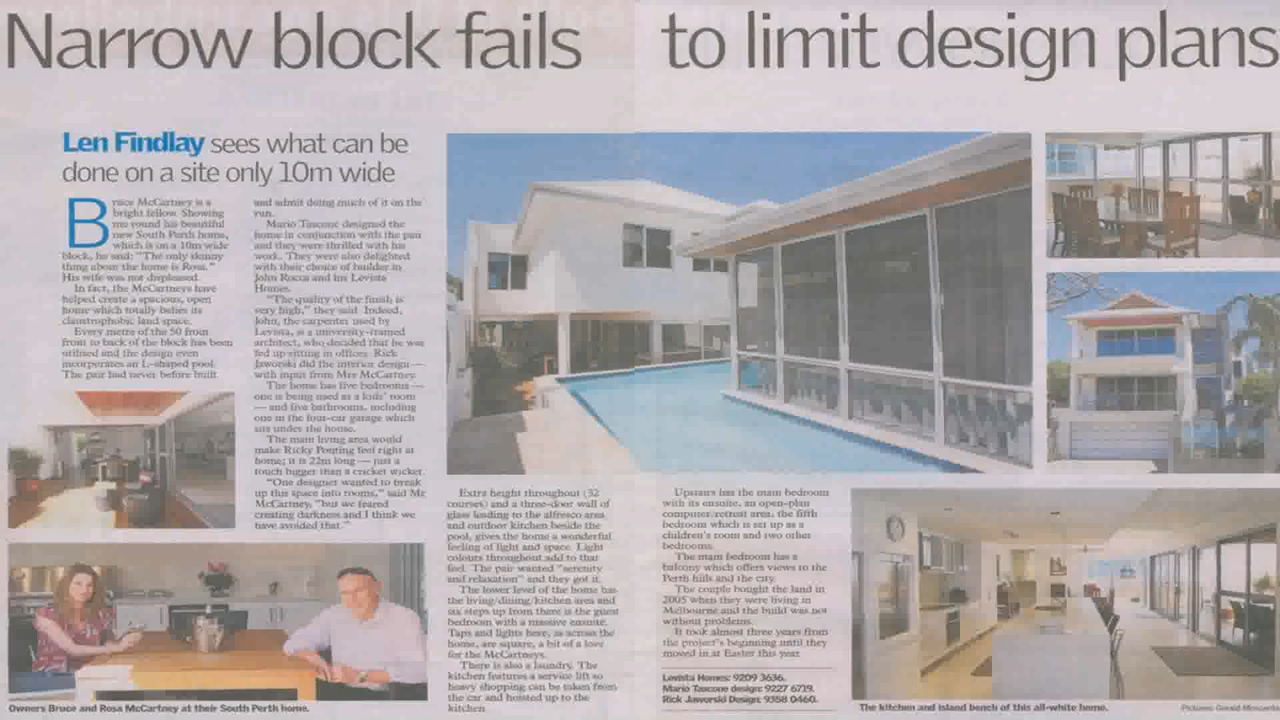 Narrow block fails to limit design plans
Len Findlay sees what can be
done on a site only 10m wide
Bruce McCartney is a
bright fellow. Showing
me round his beautiful
new South Perth home,
which is on a 10m wide
block, he said: "The only skinny
thing about the home is Rosa."
His wife was not displeased.
In fact, the McCartneys have
helped create a spacious, open
home which totally belies its
claustrophobic land space.
Every metre of the 50 from
front to back of the block has been
utilised and the design even
incorporates an L-shaped pool.
The pair had never before built
and admit doing much of it on the
run.
Mario Tascone designed the
home in conjunction with the pair
and they were thrilled with his
work. They were also delighted
with their choice of builder in
John Rocca and his Levista
Homes.
"The quality of the finish is
very high," they said. Indeed,
John, the carpenter used by
Levista, is a university-trained
architect, who decided that he was
fed up sitting in offices. Rick
Jaworski did the interior design —
with input from Mrs McCartney.
The home has five bedrooms —
one is being used as a kids' room
— and five bathrooms, including
one in the four-car garage which
sits under the home.
The main living area would
make Ricky Ponting feel right at
home; it is 22m long — just a
touch bigger than a cricket wicket.
"One designer wanted to break
up this space into rooms," said Mr
McCartney, "but we feared
creating darkness and I think we
have avoided that."
Extra height throughout (32
courses) and a three-door wall of
glass leading to the alfresco area
and outdoor kitchen beside the
pool, gives the home a wonderful
feeling of light and space. Light
colours throughout add to that
feel. The pair wanted "serenity
and relaxation" and they got it.
The lower level of the home has
the living/dining/kitchen area and
six steps up from there is the guest
bedroom with a massive ensuite.
Taps and lights here, as across the
home, are square, a bit of a love
for the McCartneys.
There is also a laundry. The
kitchen features a service lift so
heavy shopping can be taken from
the car and hoisted up to the
kitchen.
Upstairs has the main bedroom
with its ensuite, an open-plan
computer/retreat area, the fifth
bedroom which is set up as a
children's room and two other
bedrooms.
The main bedroom has a
balcony which offers views to the
Perth hills and the city.
The couple bought the land in
2005 when they were living in
Melbourne and the build was not
without problems.
It took almost three years from
the project's beginning until they
moved in at Easter this year.
Levista Homes: 9209 3636.
Mario Tascone design: 9227 6719.
Rick Jaworski Design: 9358 0460.
Owners Bruce and Rosa McCartney at their South Perth home.
The kitchen and island bench of this all-white home.
Pictures: Gerald Moscarda